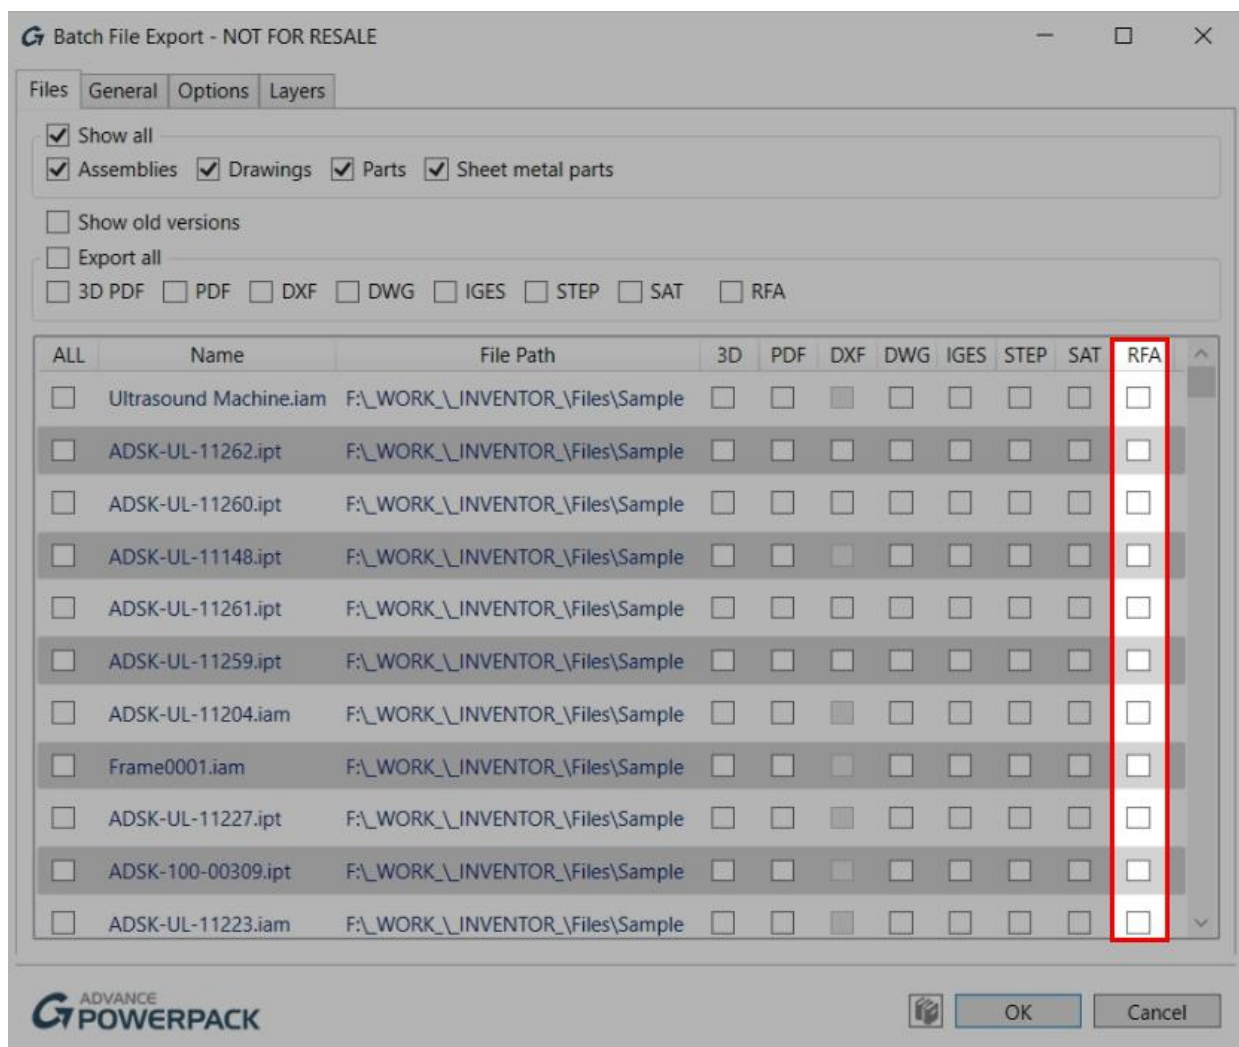 Batch File Export - NOT FOR RESALE
Files General Options Layers
Show all
Assemblies Drawings Parts Sheet metal parts
Show old versions
Export all
3D PDF PDF DXF DWG IGES STEP SAT RFA
ALL Name File Path 3D PDF DXF DWG IGES STEP SAT RFA
Ultrasound Machine.iam F:\_WORK_\_INVENTOR_\Files\Sample
ADSK-UL-11262.ipt F:\_WORK_\_INVENTOR_\Files\Sample
ADSK-UL-11260.ipt F:\_WORK_\_INVENTOR_\Files\Sample
ADSK-UL-11148.ipt F:\_WORK_\_INVENTOR_\Files\Sample
ADSK-UL-11261.ipt F:\_WORK_\_INVENTOR_\Files\Sample
ADSK-UL-11259.ipt F:\_WORK_\_INVENTOR_\Files\Sample
ADSK-UL-11204.iam F:\_WORK_\_INVENTOR_\Files\Sample
Frame0001.iam F:\_WORK_\_INVENTOR_\Files\Sample
ADSK-UL-11227.ipt F:\_WORK_\_INVENTOR_\Files\Sample
ADSK-100-00309.ipt F:\_WORK_\_INVENTOR_\Files\Sample
ADSK-UL-11223.iam F:\_WORK_\_INVENTOR_\Files\Sample
ADVANCE
POWERPACK
OK Cancel